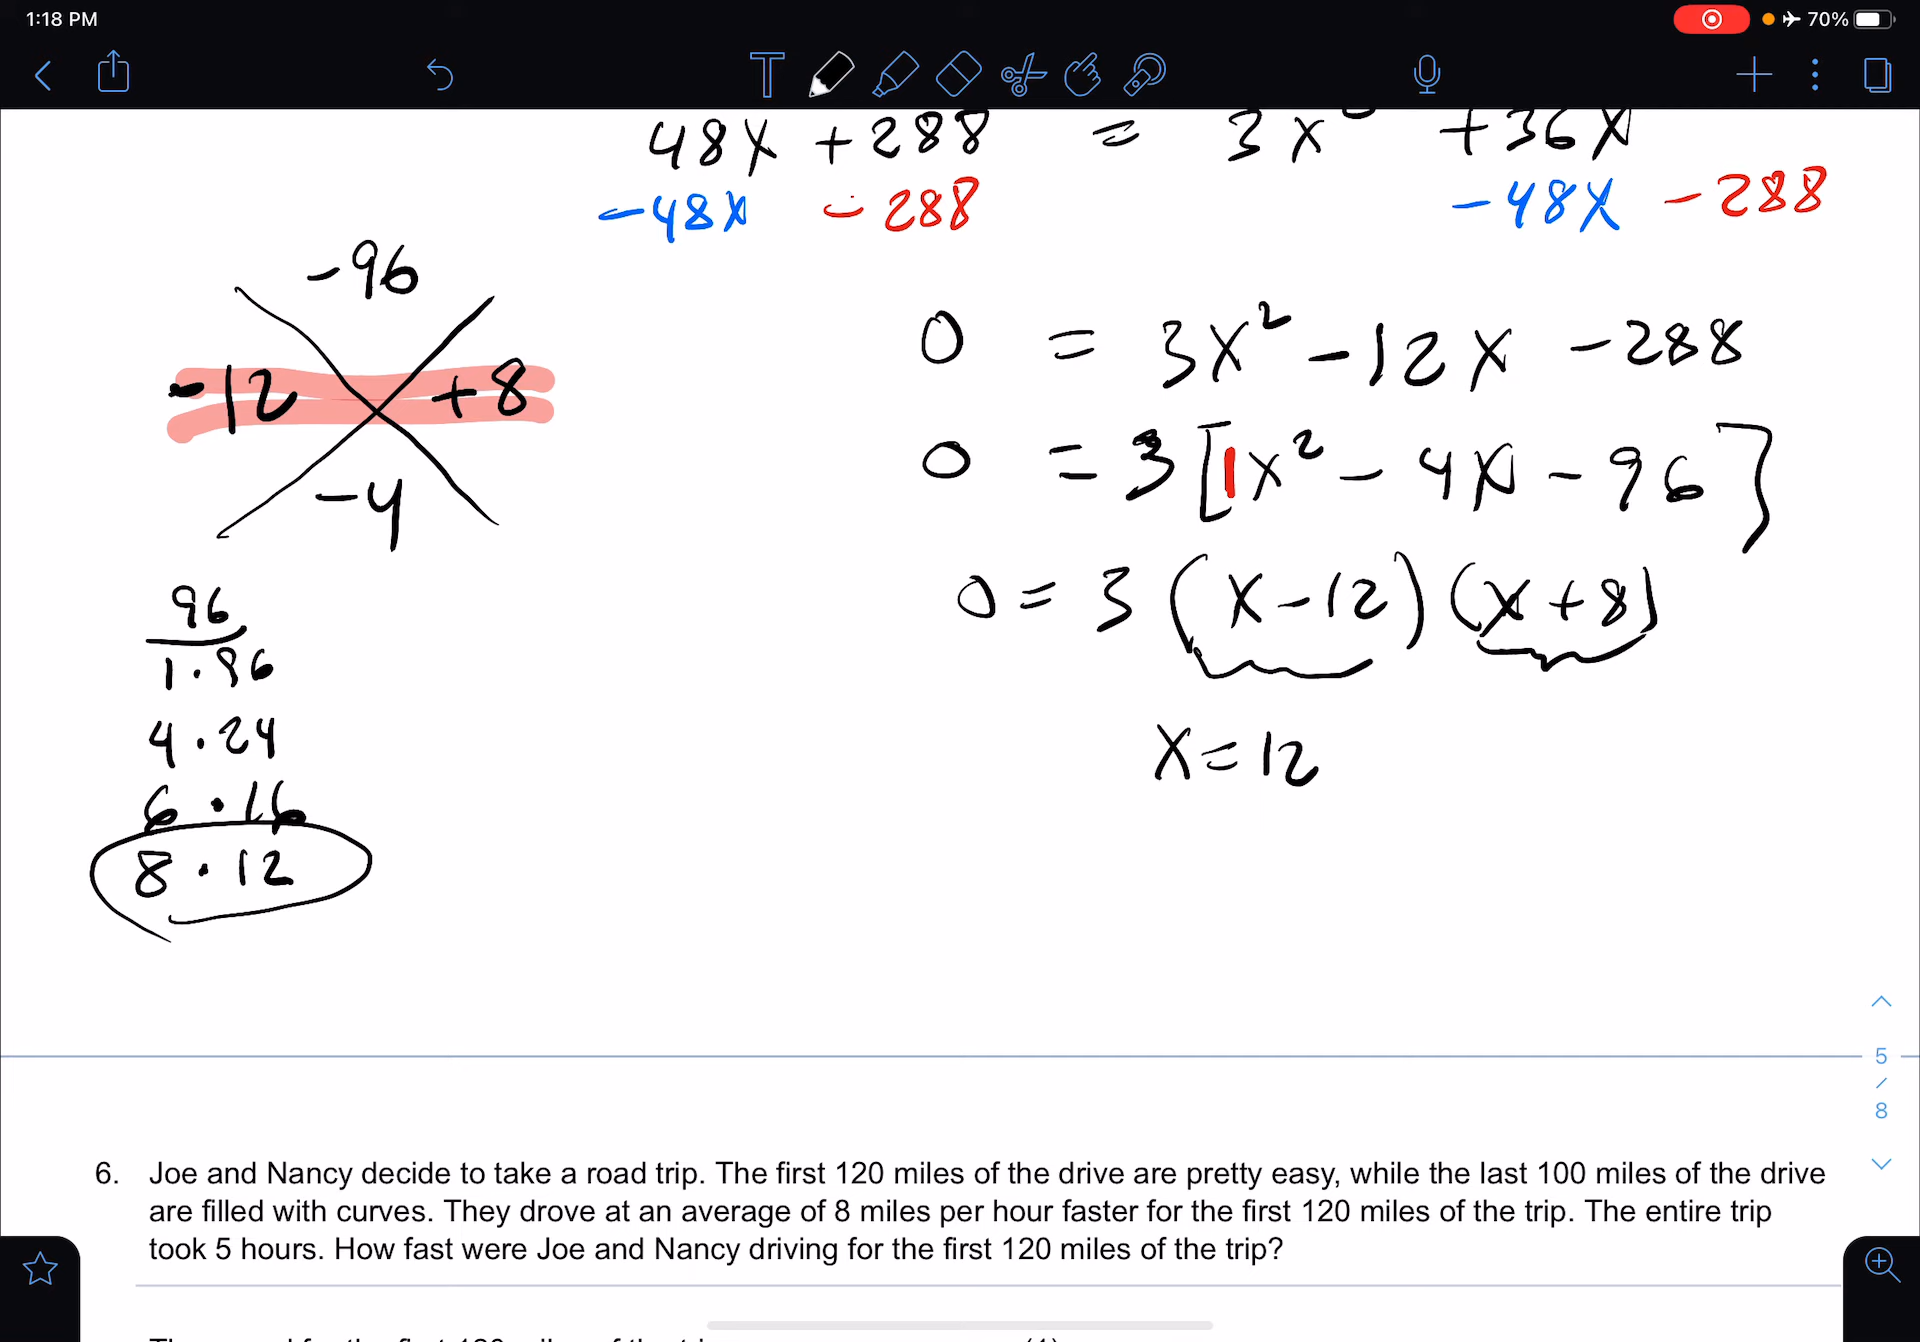 1:18 PM
70%
48x + 288 = 3x² + 36x
-48x - 288 -48x - 288
-96
-12 +8
-4
0 = 3x² - 12x - 288
0 = 3[1x² - 4x - 96]
0 = 3(x - 12)(x + 8)
x = 12
96
1 · 96
4 · 24
6 · 16
8 · 12
5
/
8
6. Joe and Nancy decide to take a road trip. The first 120 miles of the drive are pretty easy, while the last 100 miles of the drive
are filled with curves. They drove at an average of 8 miles per hour faster for the first 120 miles of the trip. The entire trip
took 5 hours. How fast were Joe and Nancy driving for the first 120 miles of the trip?